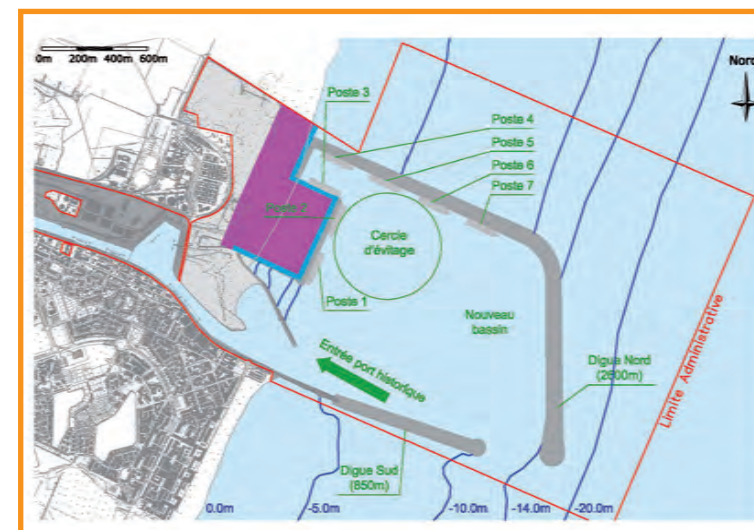 0m 200m 400m 600m
Nord
Poste 3
Poste 4
Poste 5
Poste 6
Poste 7
Poste 2
Cercle
d'évitage
Poste 1
Nouveau
bassin
Entrée port historique
Digue Nord
(2600m)
Limite Administrative
Digue Sud
(850m)
0.0m -5.0m -10.0m -14.0m -20.0m